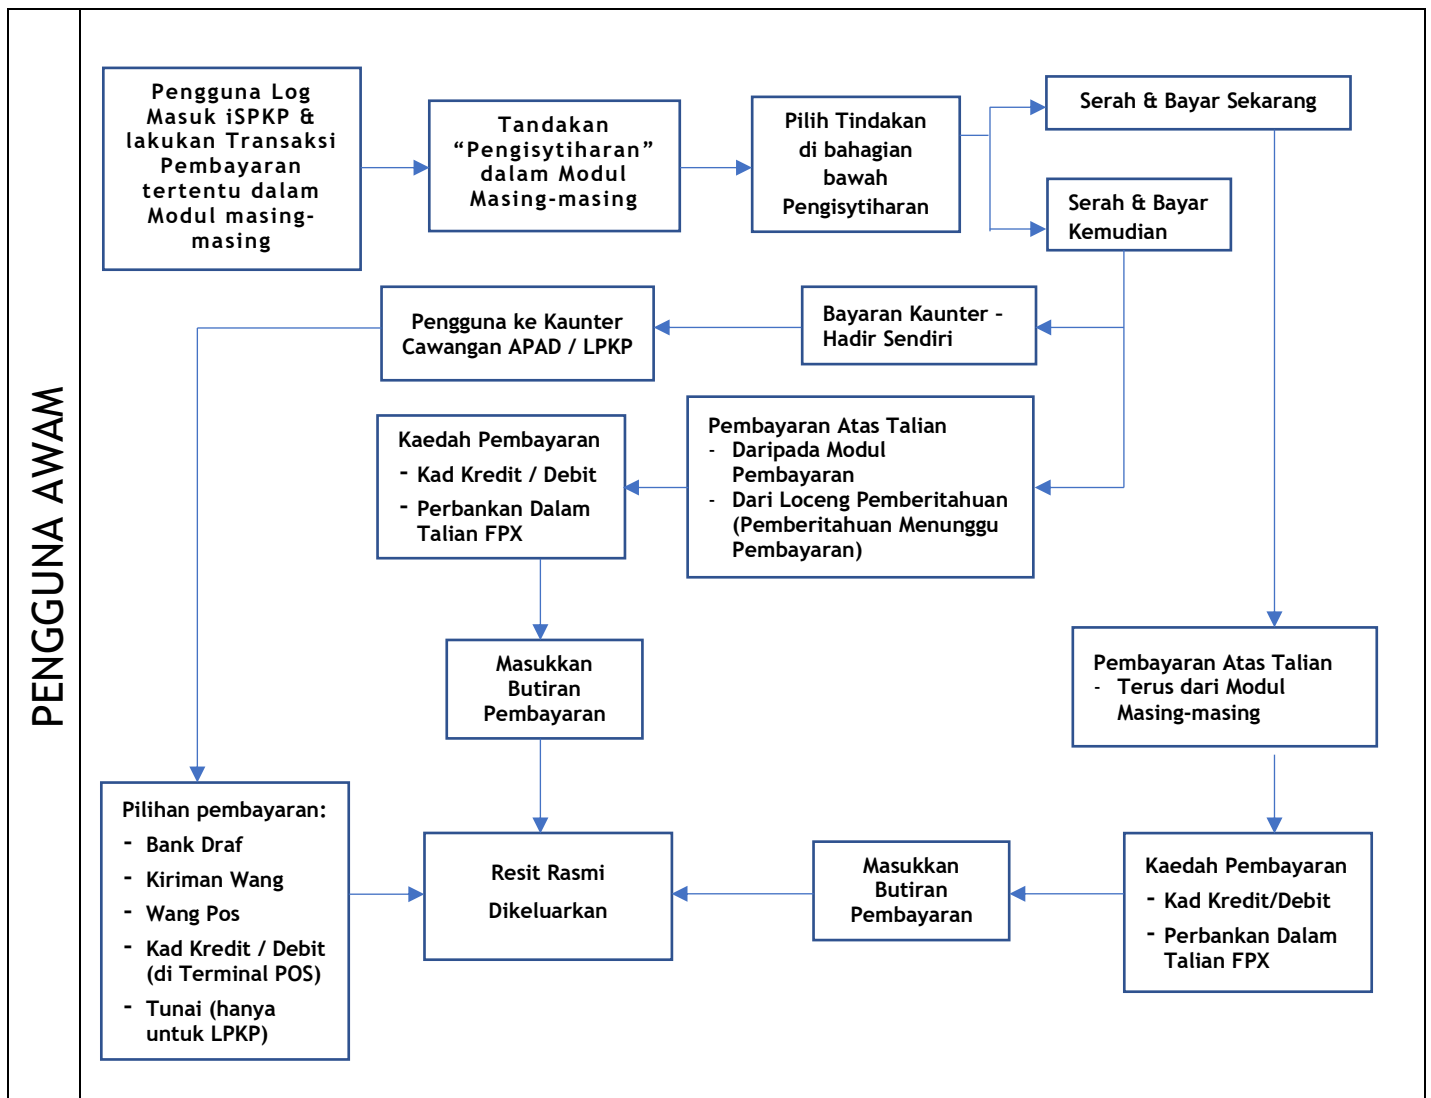 PENGGUNA AWAM
Pengguna Log
Masuk iSPKP &
lakukan Transaksi
Pembayaran
tertentu dalam
Modul masing-
masing
Tandakan
“Pengisytiharan”
dalam Modul
Masing-masing
Pilih Tindakan
di bahagian
bawah
Pengisytiharan
Serah & Bayar Sekarang
Serah & Bayar
Kemudian
Bayaran Kaunter –
Hadir Sendiri
Pengguna ke Kaunter
Cawangan APAD / LPKP
Pembayaran Atas Talian
- Daripada Modul
Pembayaran
- Dari Loceng Pemberitahuan
(Pemberitahuan Menunggu
Pembayaran)
Kaedah Pembayaran
- Kad Kredit / Debit
- Perbankan Dalam
Talian FPX
Masukkan
Butiran
Pembayaran
Pembayaran Atas Talian
- Terus dari Modul
Masing-masing
Pilihan pembayaran:
- Bank Draf
- Kiriman Wang
- Wang Pos
- Kad Kredit / Debit
(di Terminal POS)
- Tunai (hanya
untuk LPKP)
Resit Rasmi
Dikeluarkan
Masukkan
Butiran
Pembayaran
Kaedah Pembayaran
- Kad Kredit/Debit
- Perbankan Dalam
Talian FPX